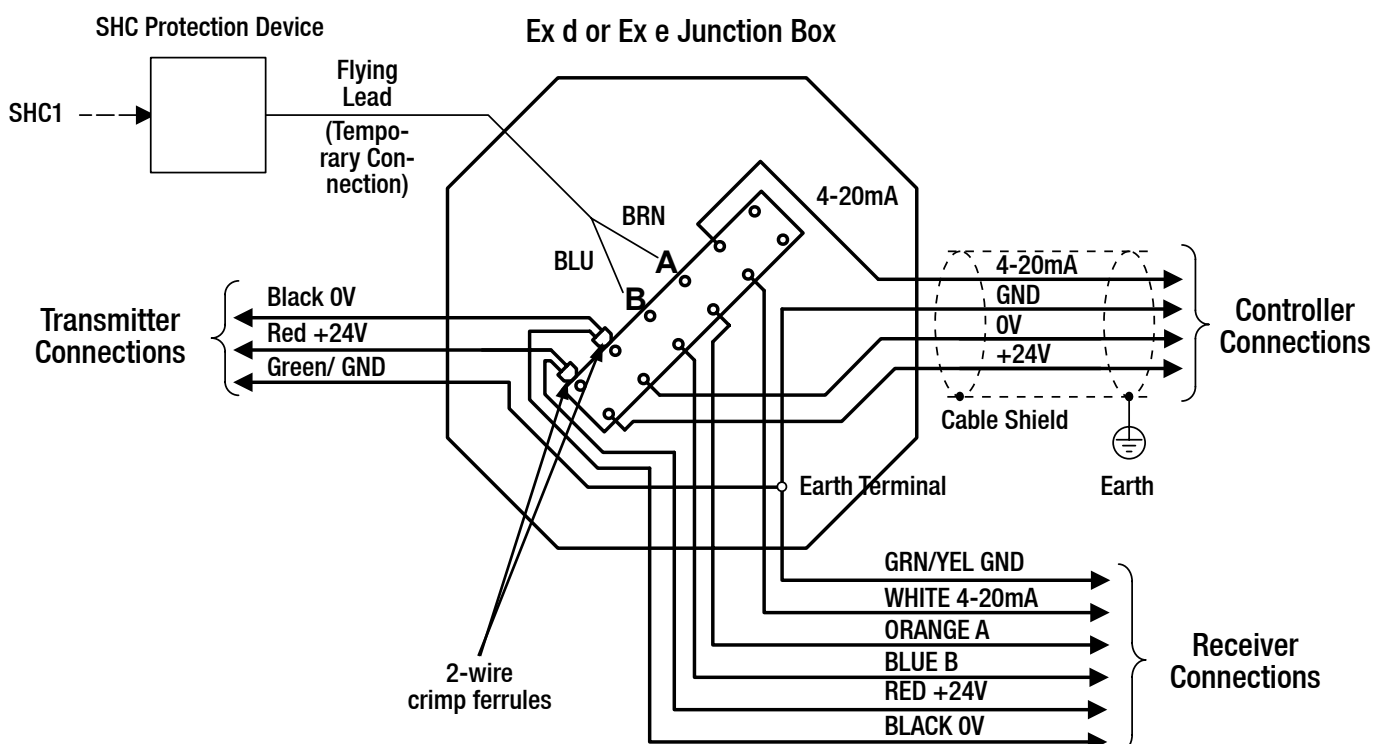 SHC Protection Device
Ex d or Ex e Junction Box
SHC1
Flying
Lead
(Tempo-
rary Con-
nection)
BRN
BLU
A
B
4-20mA
Transmitter
Connections
Black 0V
Red +24V
Green/ GND
4-20mA
GND
0V
+24V
Controller
Connections
Cable Shield
Earth Terminal
Earth
2-wire
crimp ferrules
GRN/YEL GND
WHITE 4-20mA
ORANGE A
BLUE B
RED +24V
BLACK 0V
Receiver
Connections